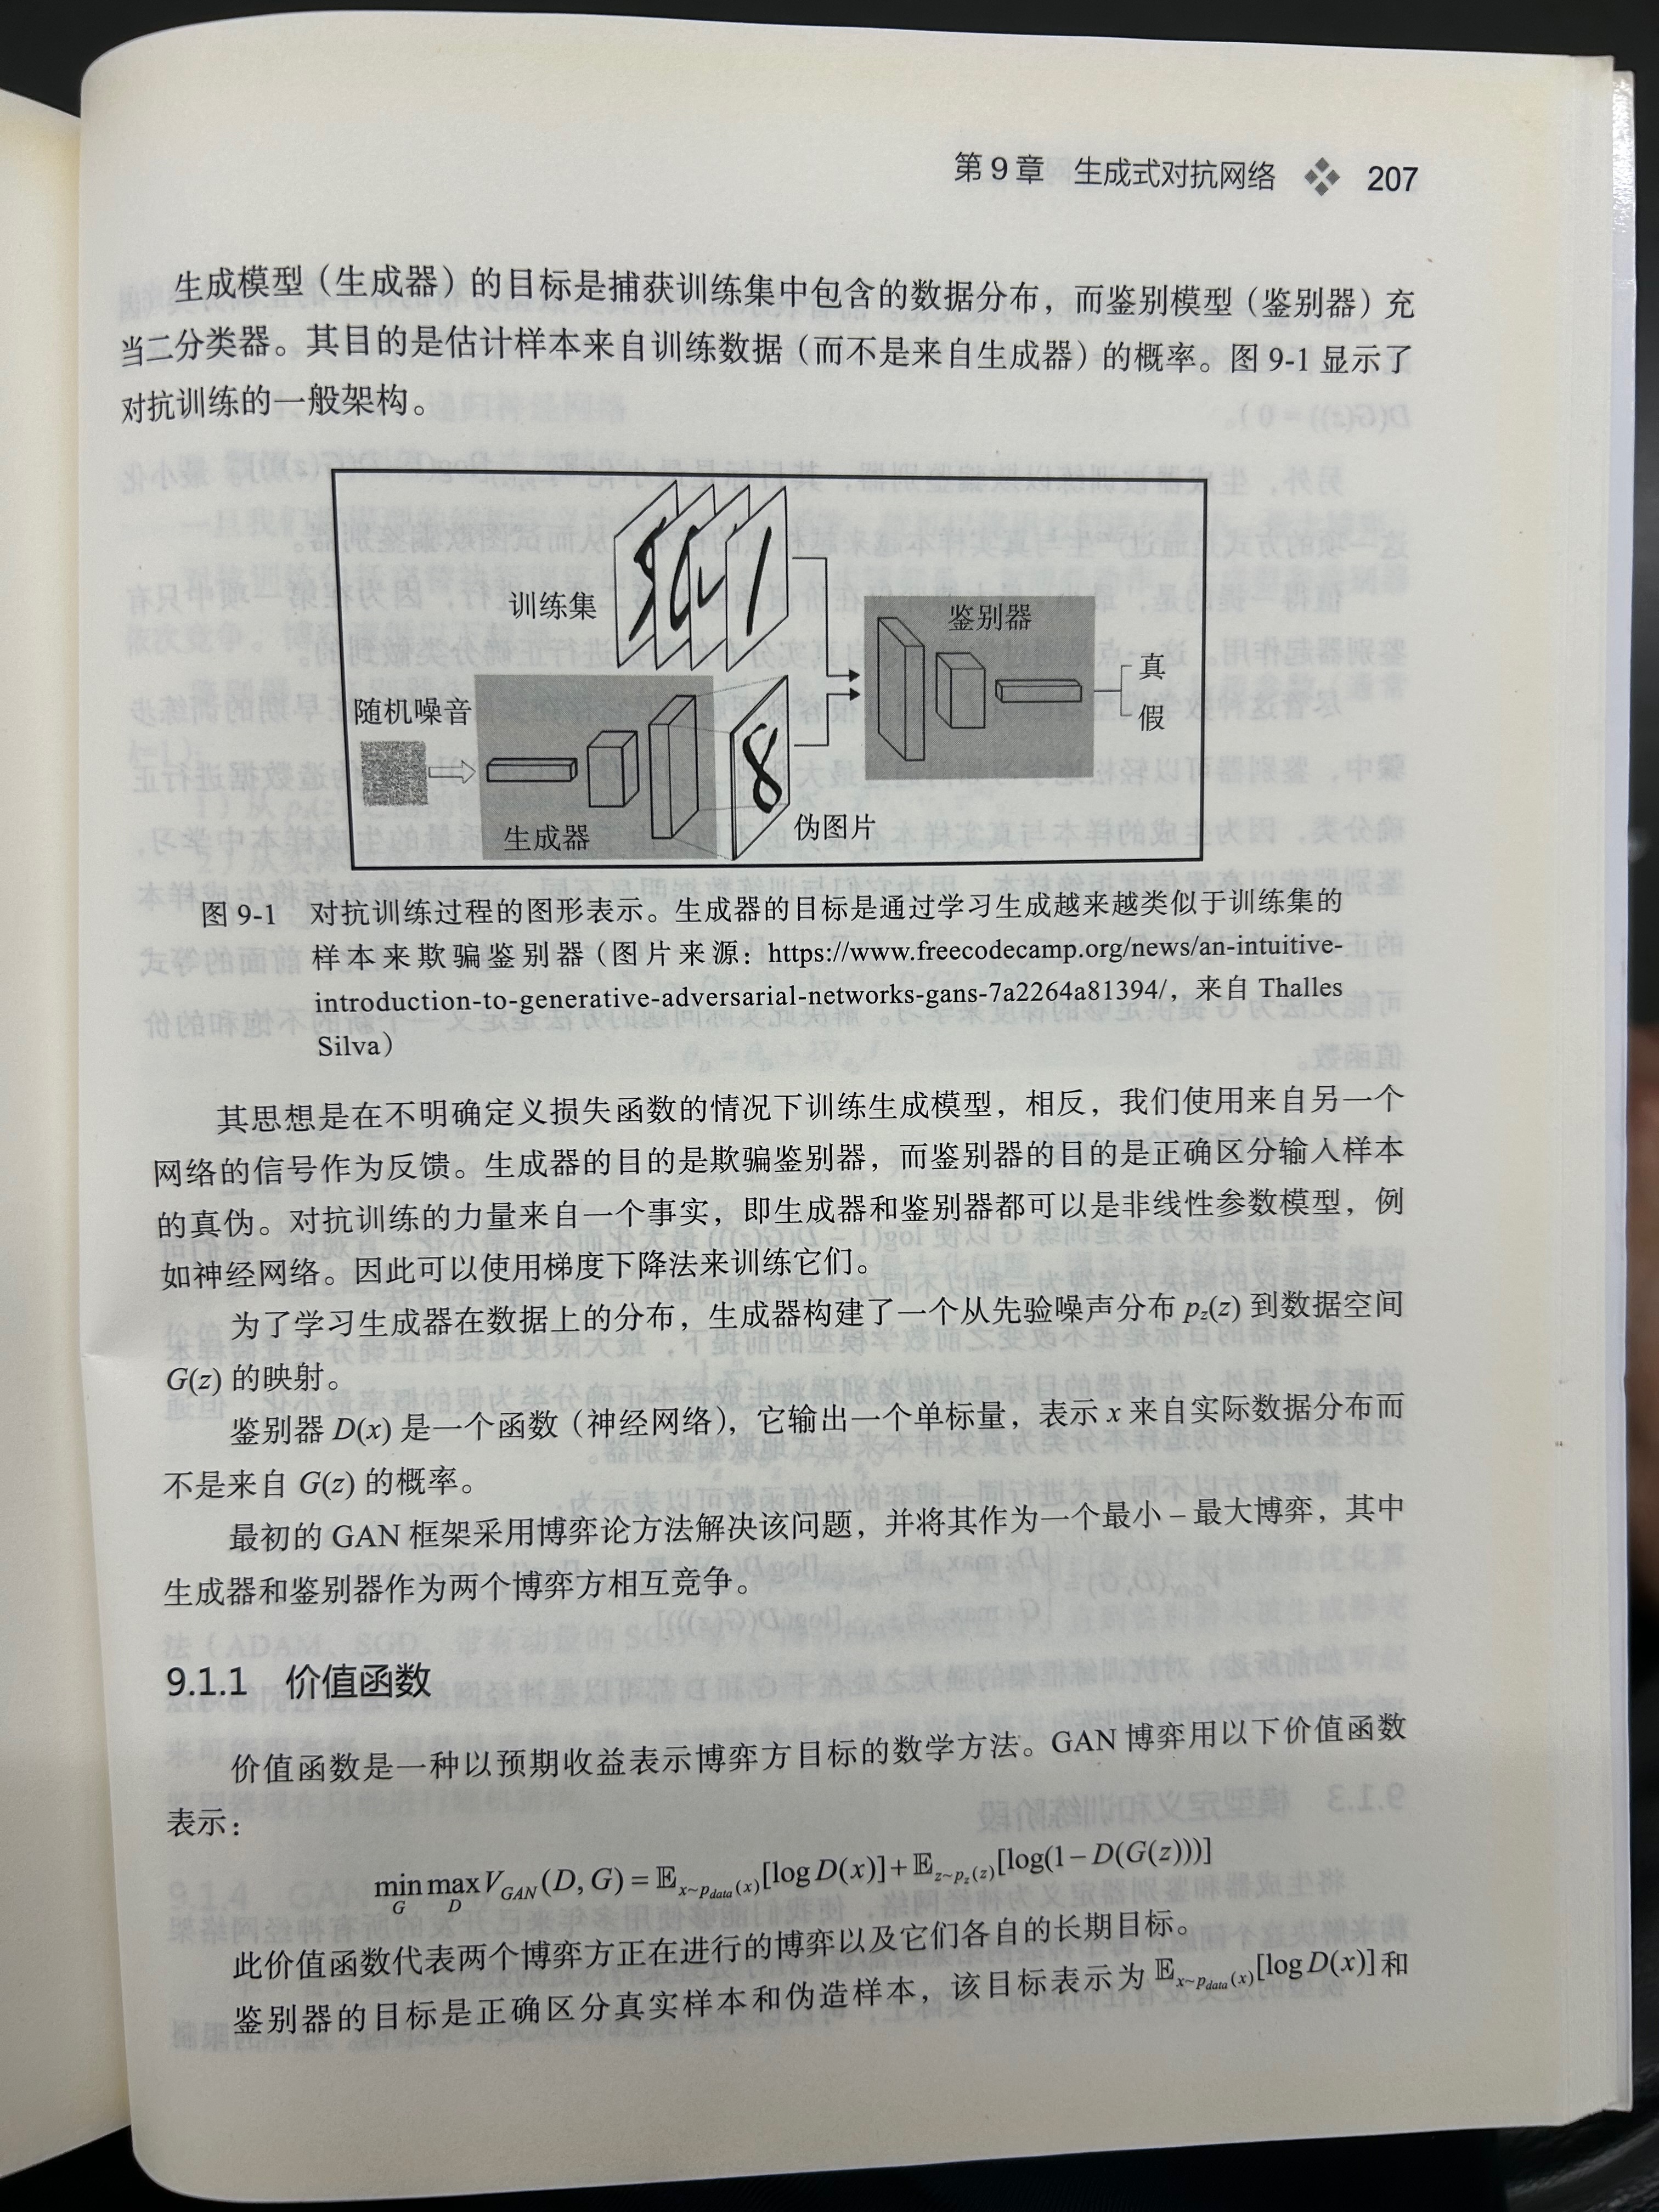 第 9 章 生成式对抗网络 207
生成模型（生成器）的目标是捕获训练集中包含的数据分布，而鉴别模型（鉴别器）充
当二分类器。其目的是估计样本来自训练数据（而不是来自生成器）的概率。图 9-1 显示了
对抗训练的一般架构。
训练集
鉴别器
真
假
随机噪音
8
生成器
伪图片
图 9-1 对抗训练过程的图形表示。生成器的目标是通过学习生成越来越类似于训练集的
样本来欺骗鉴别器（图片来源：https://www.freecodecamp.org/news/an-intuitive-
introduction-to-generative-adversarial-networks-gans-7a2264a81394/，来自 Thalles
Silva）
其思想是在不明确定义损失函数的情况下训练生成模型，相反，我们使用来自另一个
网络的信号作为反馈。生成器的目的是欺骗鉴别器，而鉴别器的目的是正确区分输入样本
的真伪。对抗训练的力量来自一个事实，即生成器和鉴别器都可以是非线性参数模型，例
如神经网络。因此可以使用梯度下降法来训练它们。
为了学习生成器在数据上的分布，生成器构建了一个从先验噪声分布 p_z(z) 到数据空间
G(z) 的映射。
鉴别器 D(x) 是一个函数（神经网络），它输出一个单标量，表示 x 来自实际数据分布而
不是来自 G(z) 的概率。
最初的 GAN 框架采用博弈论方法解决该问题，并将其作为一个最小 – 最大博弈，其中
生成器和鉴别器作为两个博弈方相互竞争。
9.1.1 价值函数
价值函数是一种以预期收益表示博弈方目标的数学方法。GAN 博弈用以下价值函数
表示：
min_G max_D V_GAN(D, G) = 𝔼_{x~p_data(x)}[log D(x)] + 𝔼_{z~p_z(z)}[log(1 − D(G(z)))]
此价值函数代表两个博弈方正在进行的博弈以及它们各自的长期目标。
鉴别器的目标是正确区分真实样本和伪造样本，该目标表示为 𝔼_{x~p_data(x)}[log D(x)] 和